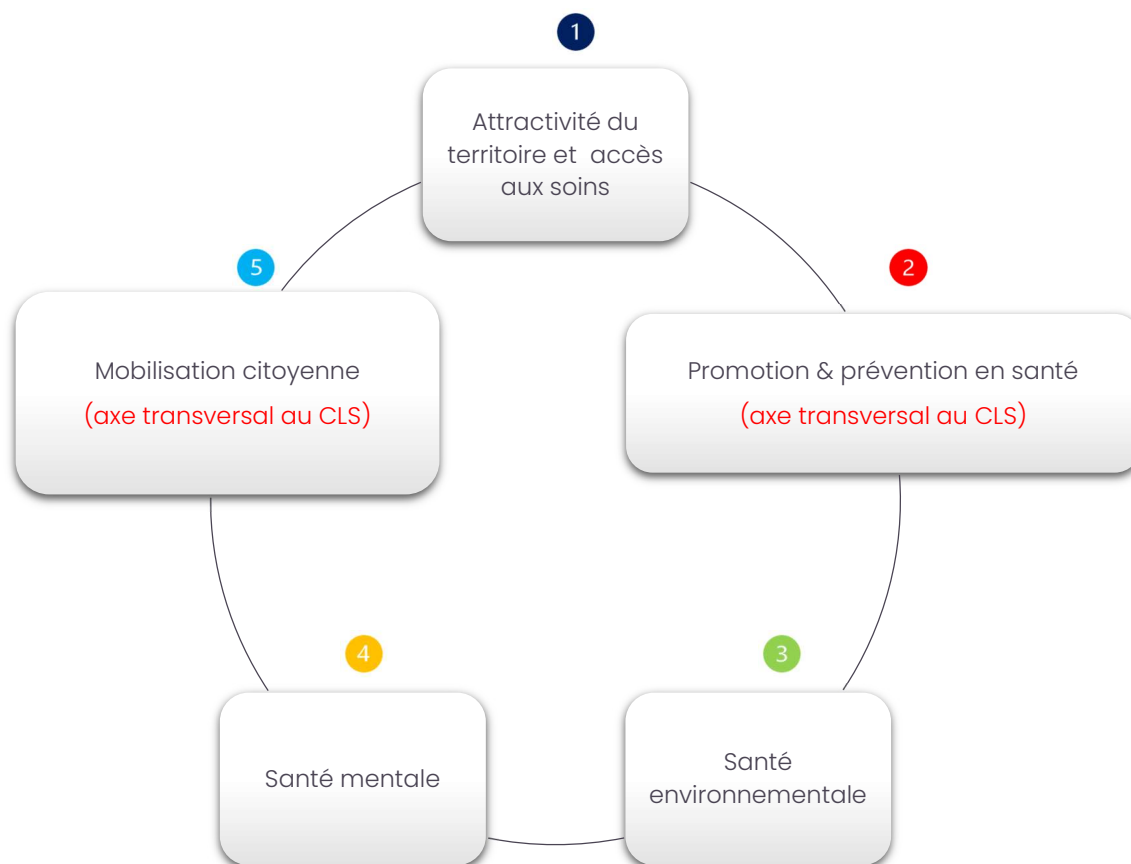 1
Attractivité du
territoire et accès
aux soins
5
2
Mobilisation citoyenne
(axe transversal au CLS)
Promotion & prévention en santé
(axe transversal au CLS)
4
3
Santé mentale
Santé
environnementale